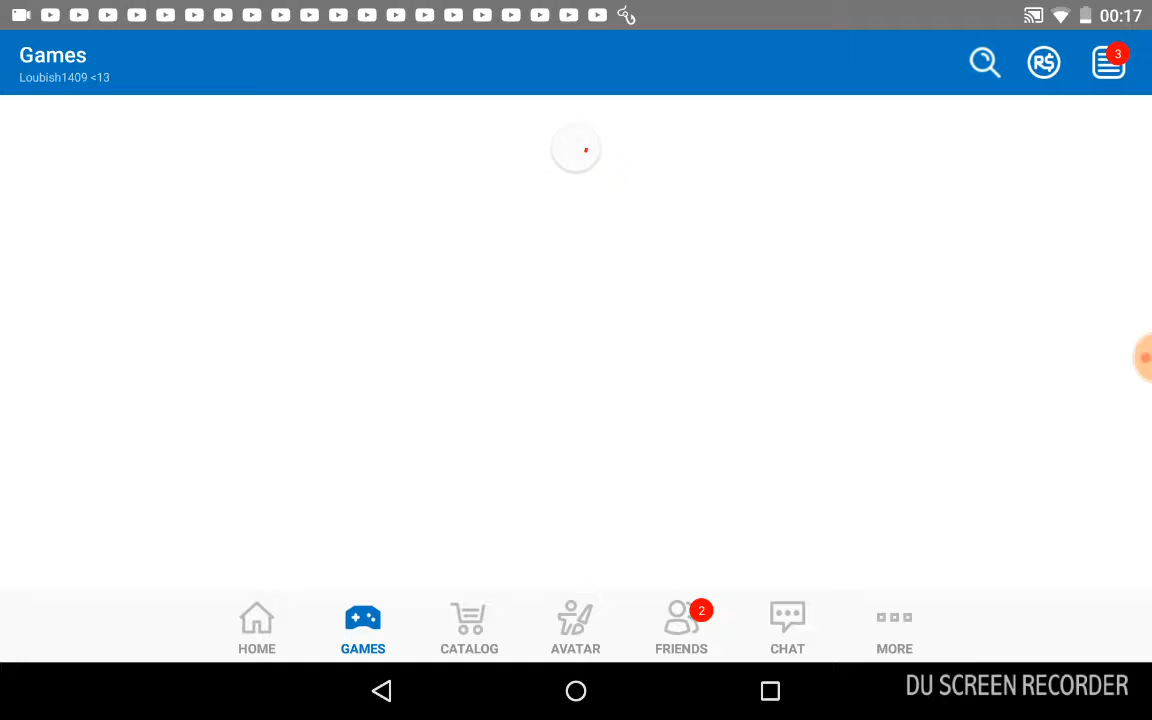 00:17
Games
Loubish1409 <13
R$
3
2
HOME
GAMES
CATALOG
AVATAR
FRIENDS
CHAT
MORE
DU SCREEN RECORDER